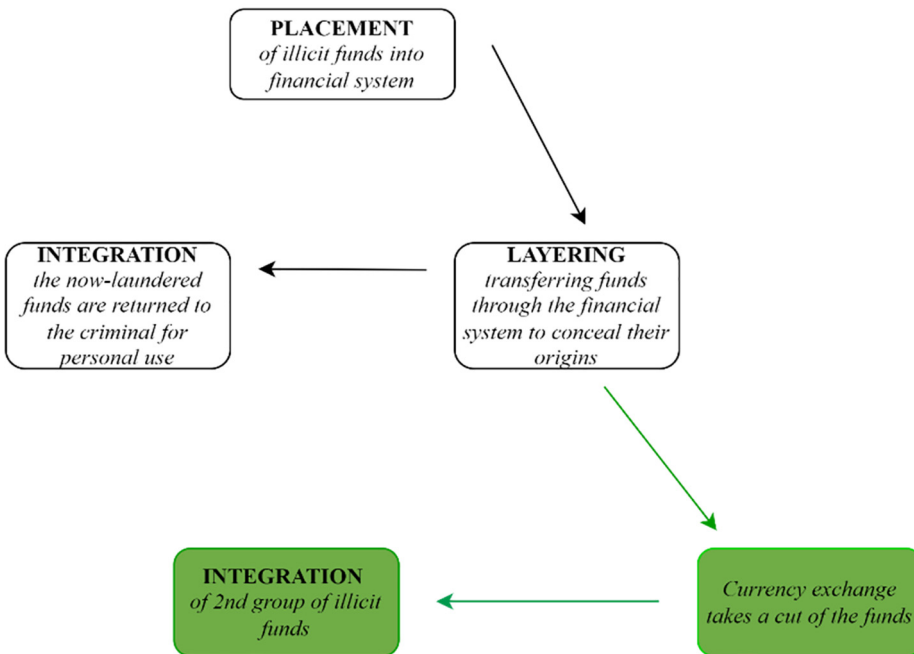 PLACEMENT
of illicit funds into
financial system
INTEGRATION
the now-laundered
funds are returned to
the criminal for
personal use
LAYERING
transferring funds
through the financial
system to conceal their
origins
INTEGRATION
of 2nd group of illicit
funds
Currency exchange
takes a cut of the funds